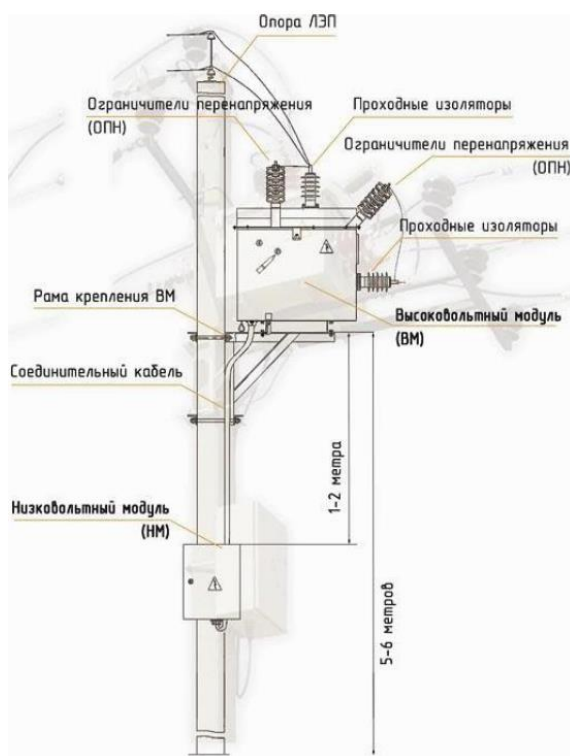 Опора ЛЭП
Ограничители перенапряжения
(ОПН)
Проходные изоляторы
Ограничители перенапряжения
(ОПН)
Проходные изоляторы
Рама крепления ВМ
Высоковольтный модуль
(ВМ)
Соединительный кабель
1-2 метра
Низковольтный модуль
(НМ)
5-6 метров